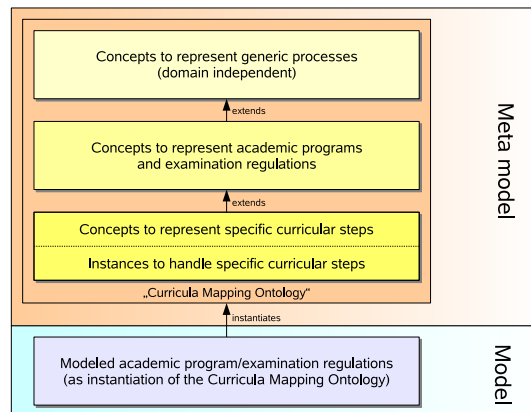 Concepts to represent generic processes
(domain independent)
extends
Concepts to represent academic programs
and examination regulations
extends
Concepts to represent specific curricular steps
Instances to handle specific curricular steps
„Curricula Mapping Ontology“
instantiates
Modeled academic program/examination regulations
(as instantiation of the Curricula Mapping Ontology)
Meta model
Model